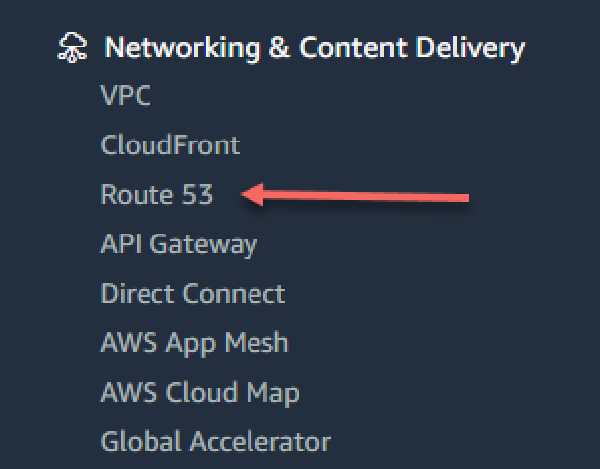 Networking & Content Delivery
VPC
CloudFront
Route 53
API Gateway
Direct Connect
AWS App Mesh
AWS Cloud Map
Global Accelerator